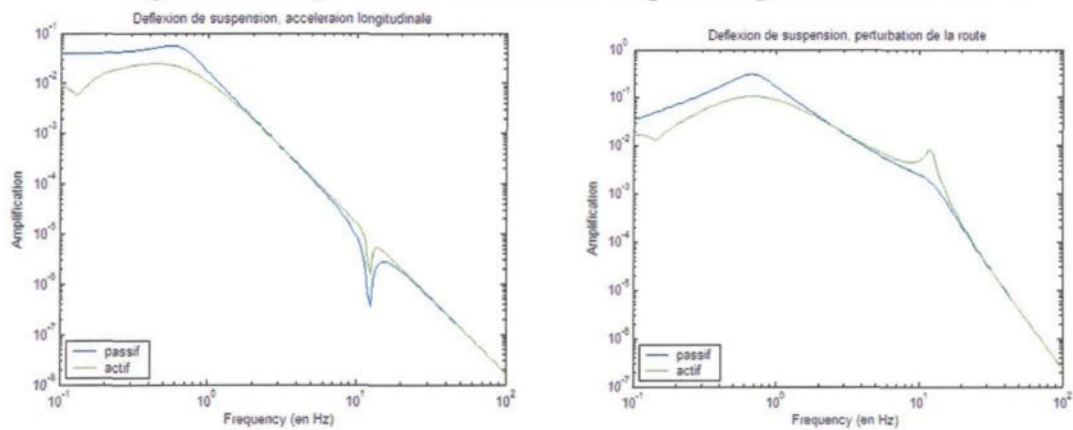 Deflexion de suspension, acceleraion longitudinale
Amplification
10^-1
10^-2
10^-3
10^-4
10^-5
10^-6
10^-7
10^-8
passif
actif
10^-1 10^0 10^1 10^2
Frequency (en Hz)
Deflexion de suspension, perturbation de la route
Amplification
10^0
10^-1
10^-2
10^-3
10^-4
10^-5
10^-6
10^-7
passif
actif
10^-1 10^0 10^1 10^2
Frequency (en Hz)